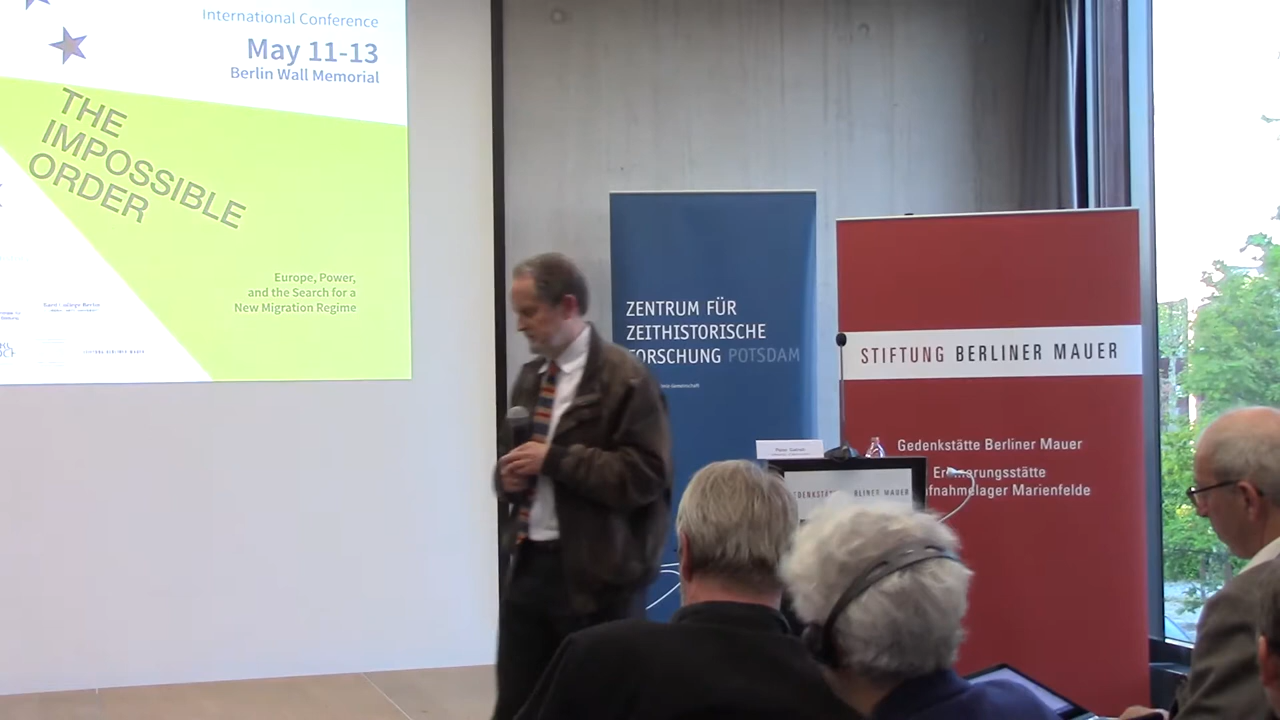 International Conference
May 11-13
Berlin Wall Memorial
THE
IMPOSSIBLE
ORDER
Europe, Power,
and the Search for a
New Migration Regime
ZENTRUM FÜR
ZEITHISTORISCHE
FORSCHUNG POTSDAM
STIFTUNG BERLINER MAUER
Gedenkstätte Berliner Mauer
Marienfelde